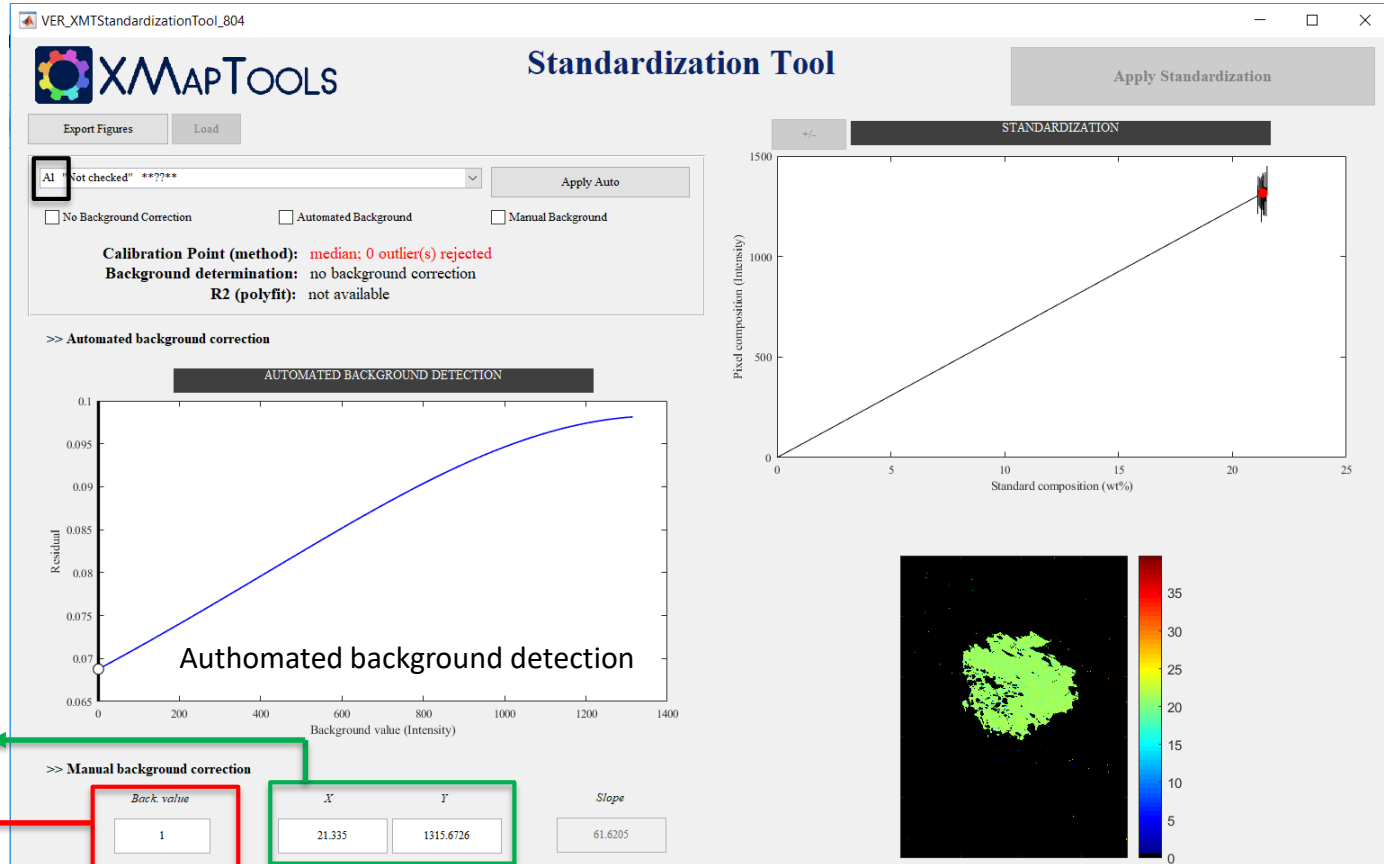 VER_XMTStandardizationTool_804
XMAPTOOLS
Standardization Tool
Apply Standardization
Export Figures
Load
Al "Not checked" **??**
Apply Auto
No Background Correction
Automated Background
Manual Background
Calibration Point (method): median; 0 outlier(s) rejected
Background determination: no background correction
R2 (polyfit): not available
>> Automated background correction
AUTOMATED BACKGROUND DETECTION
0.1
0.095
0.09
0.085
0.08
0.075
0.07
0.065
Residual
Authomated background detection
0 200 400 600 800 1000 1200 1400
Background value (Intensity)
>> Manual background correction
Back. value
X
Y
Slope
1
21.335
1315.6726
61.6205
+/-
STANDARDIZATION
1500
1000
500
0
Pixel composition (Intensity)
0 5 10 15 20 25
Standard composition (wt%)
35
30
25
20
15
10
5
0